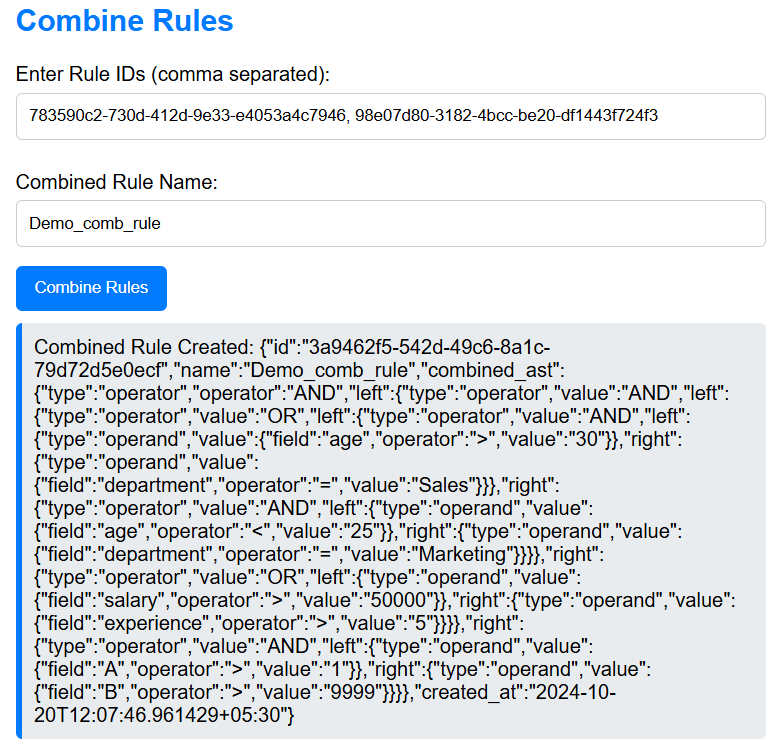 Combine Rules
Enter Rule IDs (comma separated):
783590c2-730d-412d-9e33-e4053a4c7946, 98e07d80-3182-4bcc-be20-df1443f724f3
Combined Rule Name:
Demo_comb_rule
Combine Rules
Combined Rule Created: {"id":"3a9462f5-542d-49c6-8a1c-
79d72d5e0ecf","name":"Demo_comb_rule","combined_ast":
{"type":"operator","operator":"AND","left":{"type":"operator","value":"AND","left":
{"type":"operator","value":"OR","left":{"type":"operator","value":"AND","left":
{"type":"operand","value":{"field":"age","operator":">","value":"30"}},"right":
{"type":"operand","value":
{"field":"department","operator":"=","value":"Sales"}}},"right":
{"type":"operator","value":"AND","left":{"type":"operand","value":
{"field":"age","operator":"<","value":"25"}},"right":{"type":"operand","value":
{"field":"department","operator":"=","value":"Marketing"}}}},"right":
{"type":"operator","value":"OR","left":{"type":"operand","value":
{"field":"salary","operator":">","value":"50000"}},"right":{"type":"operand","value":
{"field":"experience","operator":">","value":"5"}}}},"right":
{"type":"operator","value":"AND","left":{"type":"operand","value":
{"field":"A","operator":">","value":"1"}},"right":{"type":"operand","value":
{"field":"B","operator":">","value":"9999"}}}},"created_at":"2024-10-
20T12:07:46.961429+05:30"}